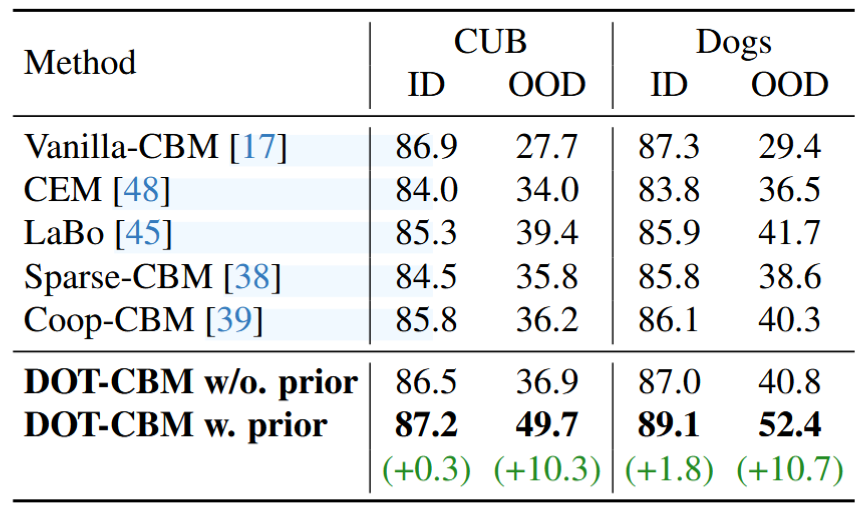 Method CUB Dogs
ID OOD ID OOD
Vanilla-CBM [17] 86.9 27.7 87.3 29.4
CEM [48] 84.0 34.0 83.8 36.5
LaBo [45] 85.3 39.4 85.9 41.7
Sparse-CBM [38] 84.5 35.8 85.8 38.6
Coop-CBM [39] 85.8 36.2 86.1 40.3
DOT-CBM w/o. prior 86.5 36.9 87.0 40.8
DOT-CBM w. prior 87.2 49.7 89.1 52.4
(+0.3) (+10.3) (+1.8) (+10.7)